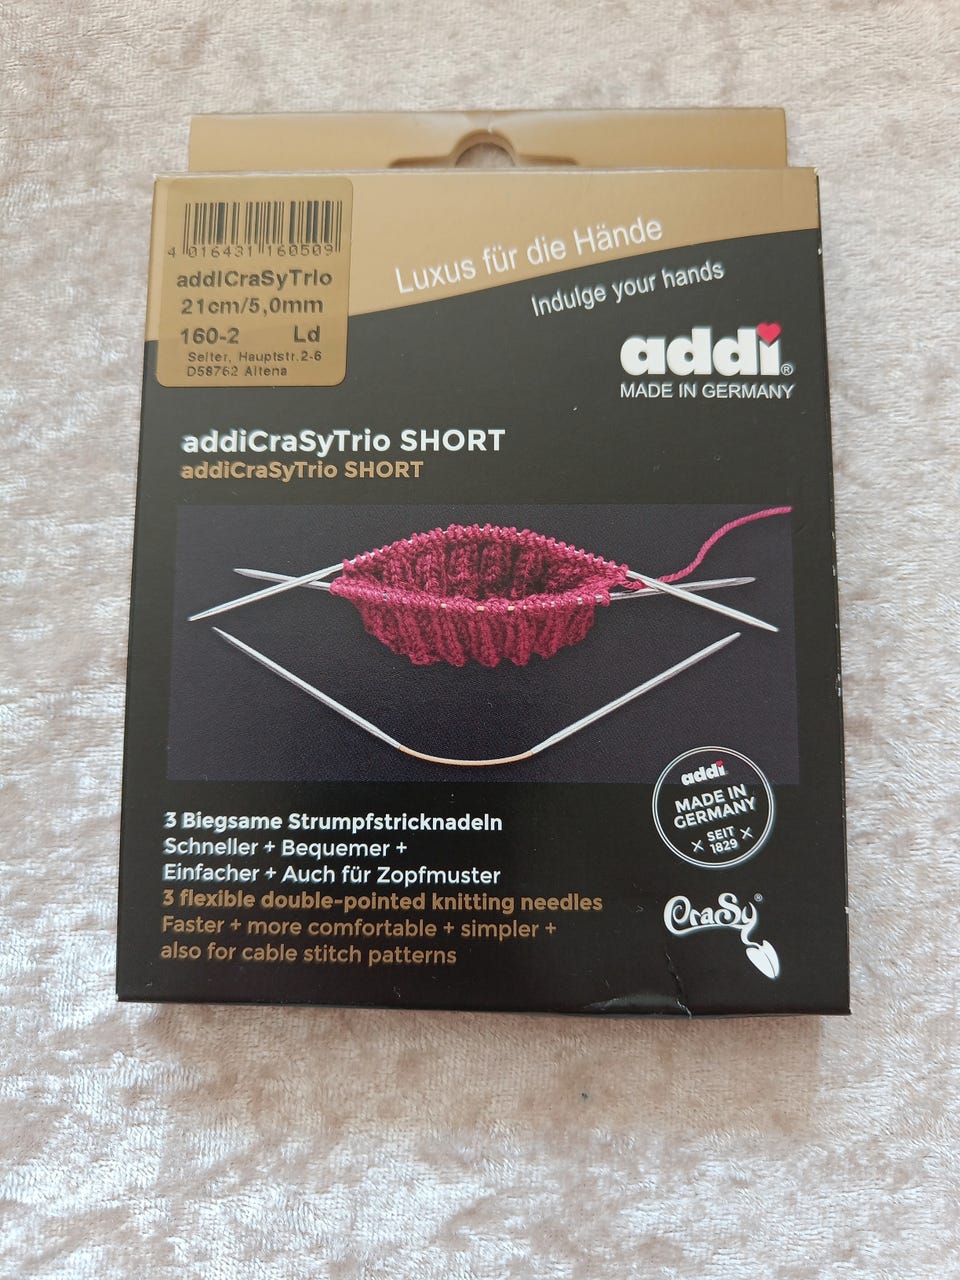 4 016431 160509
addiCraSyTrio
21cm/5,0mm
160-2 Ld
Selter, Hauptstr.2-6
D58762 Altena
Luxus für die Hände
Indulge your hands
addi®
MADE IN GERMANY
addiCraSyTrio SHORT
addiCraSyTrio SHORT
3 Biegsame Strumpfstricknadeln
Schneller + Bequemer +
Einfacher + Auch für Zopfmuster
3 flexible double-pointed knitting needles
Faster + more comfortable + simpler +
also for cable stitch patterns
addi
MADE IN
GERMANY
SEIT
1829
CraSy®